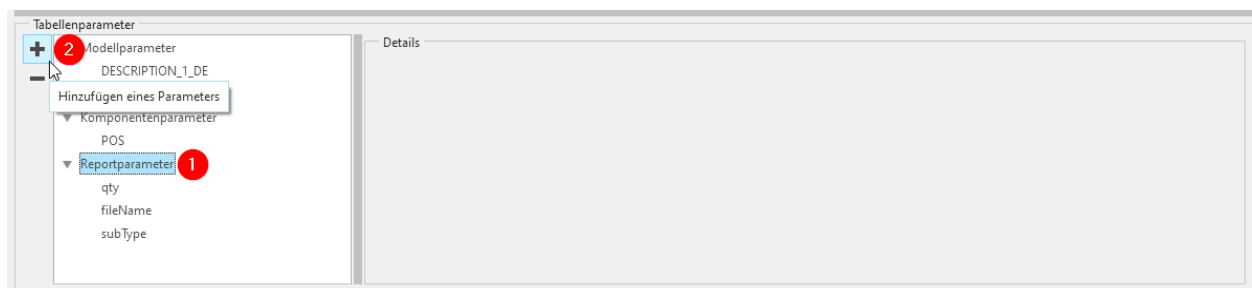 Tabellenparameter
2 Modellparameter
Details
DESCRIPTION_1_DE
Hinzufügen eines Parameters
Komponentenparameter
POS
Reportparameter 1
qty
fileName
subType